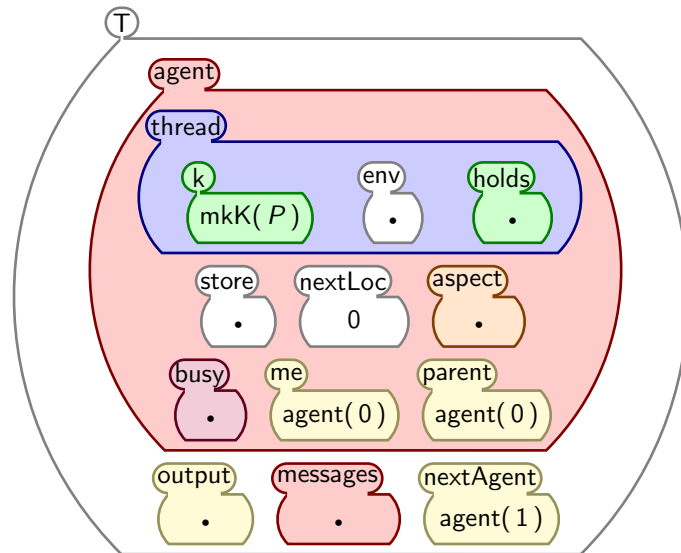 T
agent
thread
k env holds
mkK( P ) • •
store nextLoc aspect
• 0 •
busy me parent
• agent( 0 ) agent( 0 )
output messages nextAgent
• • agent( 1 )